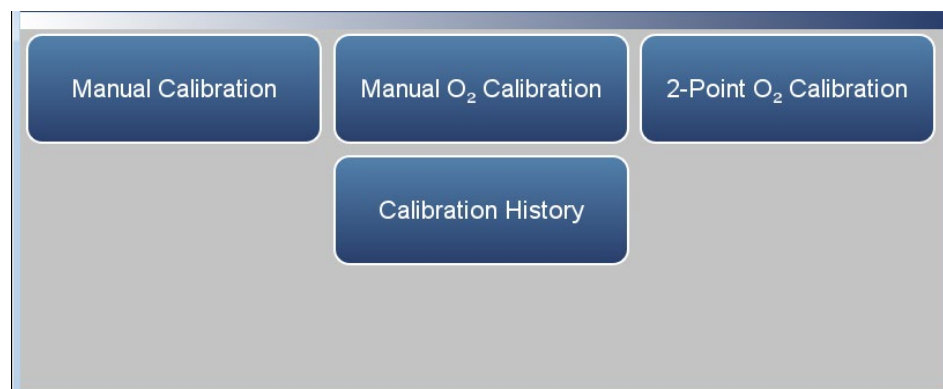 Manual Calibration
Manual O₂ Calibration
2-Point O₂ Calibration
Calibration History